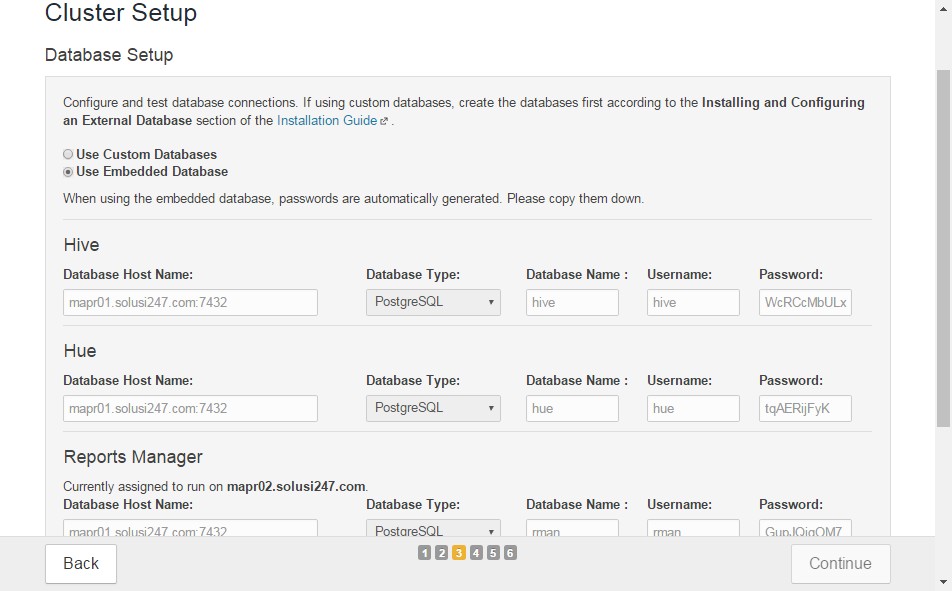 Cluster Setup
Database Setup
Configure and test database connections. If using custom databases, create the databases first according to the Installing and Configuring
an External Database section of the Installation Guide .
Use Custom Databases
Use Embedded Database
When using the embedded database, passwords are automatically generated. Please copy them down.
Hive
Database Host Name: Database Type: Database Name : Username: Password:
mapr01.solusi247.com:7432 PostgreSQL hive hive WcRCcMbULx
Hue
Database Host Name: Database Type: Database Name : Username: Password:
mapr01.solusi247.com:7432 PostgreSQL hue hue tqAERijFyK
Reports Manager
Currently assigned to run on mapr02.solusi247.com.
Database Host Name: Database Type: Database Name : Username: Password:
mapr01.solusi247.com:7432 PostgreSQL rman rman
Back 1 2 3 4 5 6 Continue